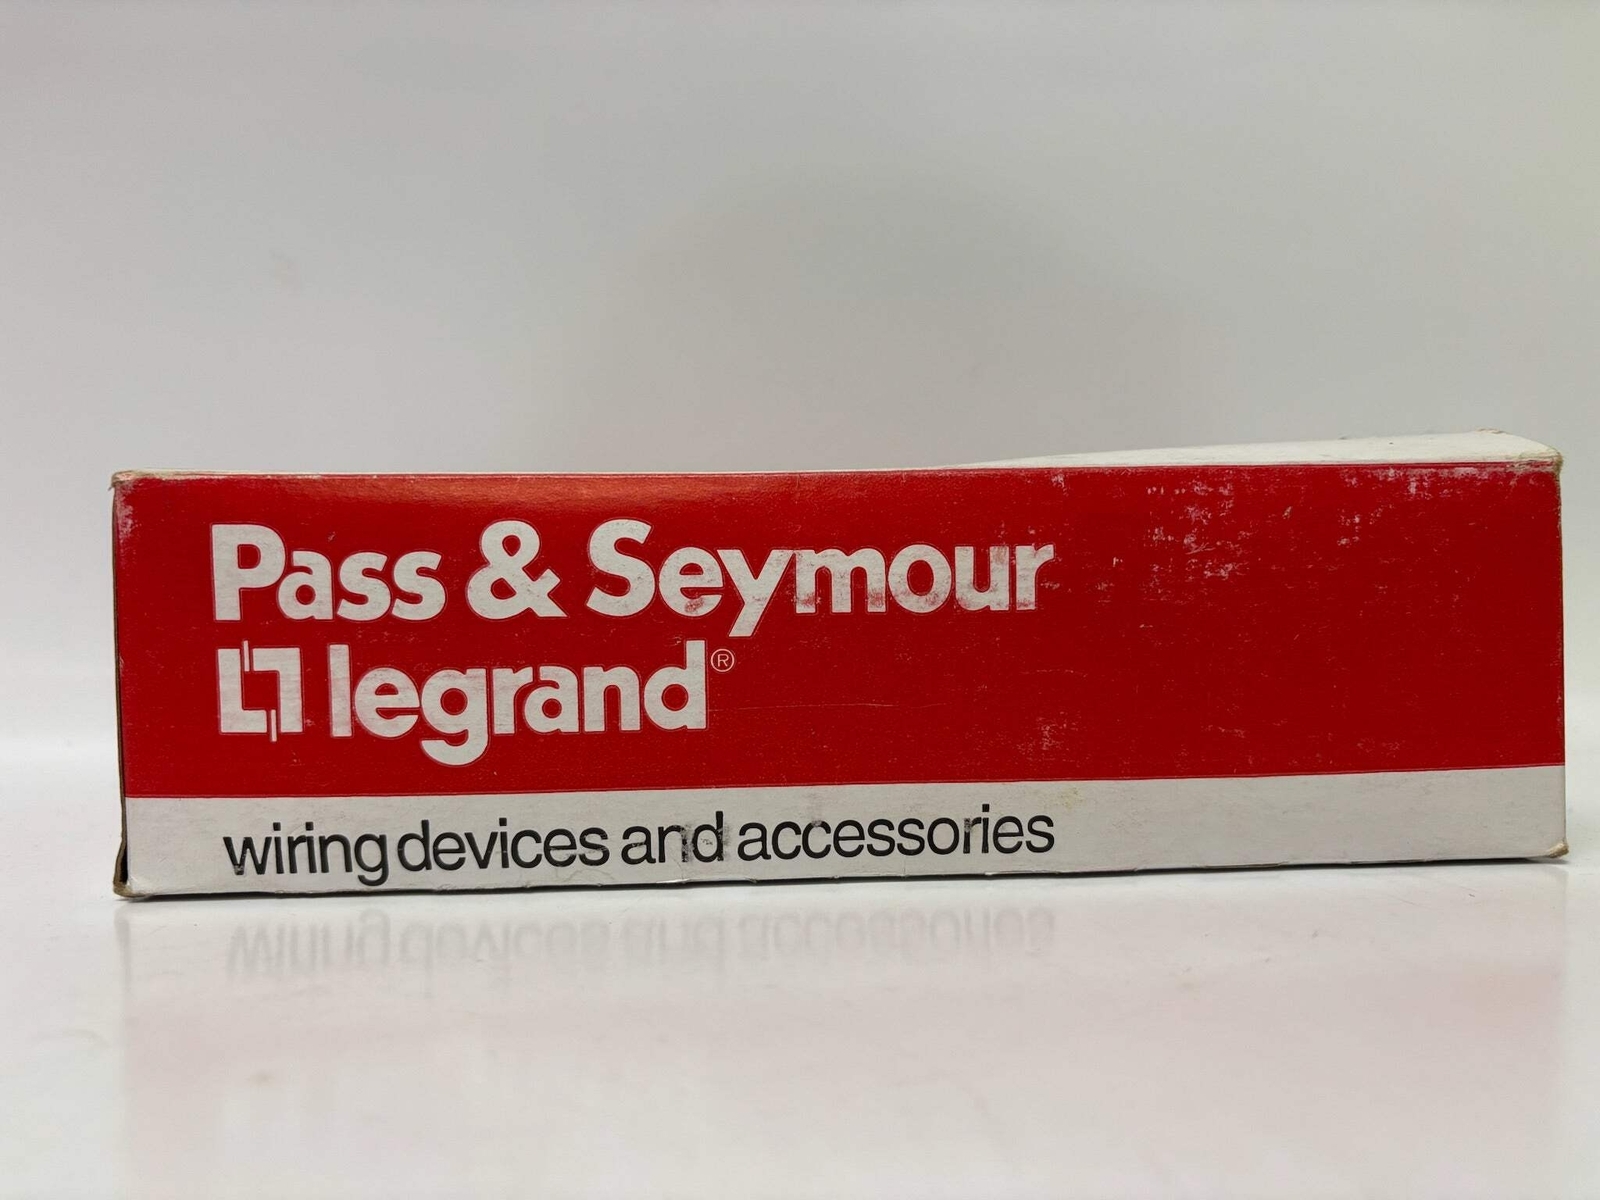 Pass & Seymour
legrand®
wiring devices and accessories